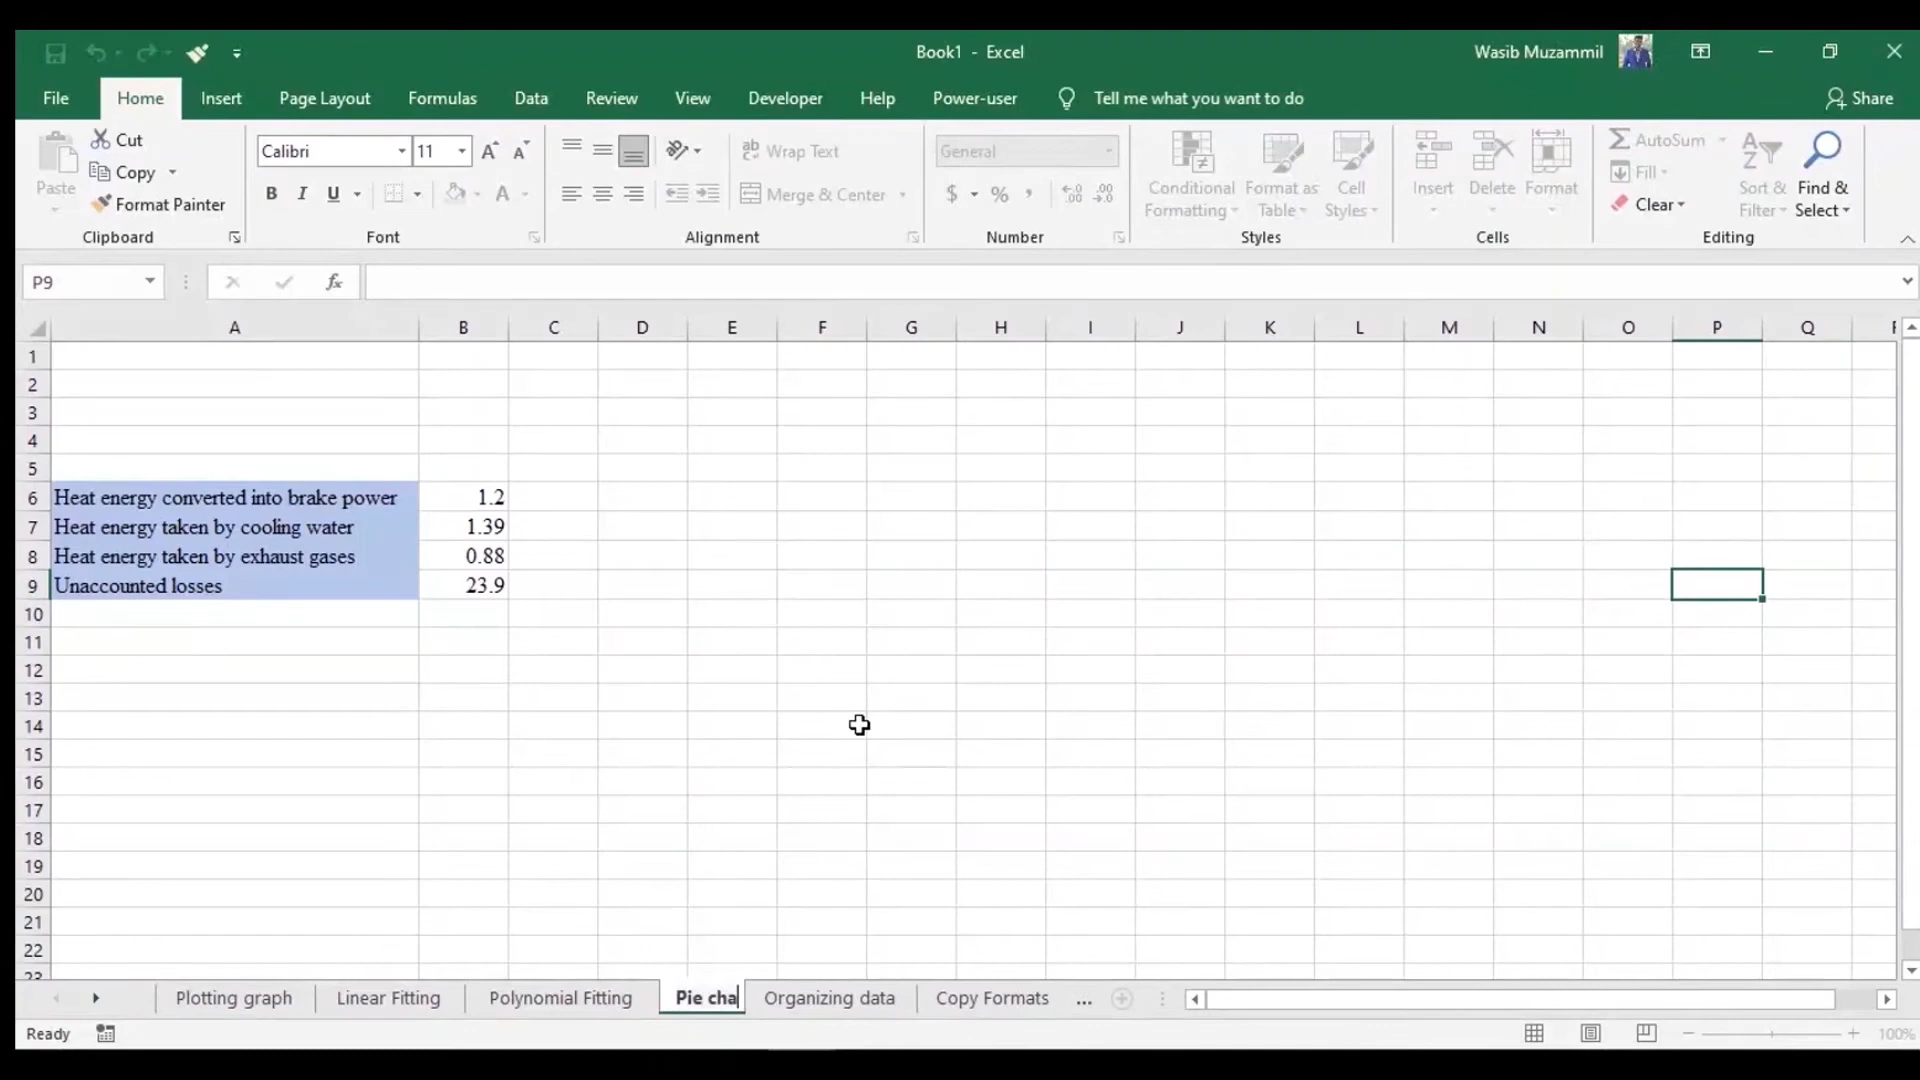 Book1 - Excel
Wasib Muzammil
File Home Insert Page Layout Formulas Data Review View Developer Help Power-user Tell me what you want to do Share
Paste
Cut
Copy
Format Painter
Clipboard
Calibri 11
A A
B I U A
Font
ab Wrap Text
Merge & Center
Alignment
General
$ % , .00 .00
Number
Conditional Formatting
Format as Table
Cell Styles
Styles
Insert Delete Format
Cells
AutoSum
Fill
Clear
Sort & Filter
Find & Select
Editing
P9
fx
A B C D E F G H I J K L M N O P Q
1
2
3
4
5
6 Heat energy converted into brake power 1.2
7 Heat energy taken by cooling water 1.39
8 Heat energy taken by exhaust gases 0.88
9 Unaccounted losses 23.9
10
11
12
13
14
15
16
17
18
19
20
21
22
23
Plotting graph Linear Fitting Polynomial Fitting Pie cha Organizing data Copy Formats ...
Ready
100%